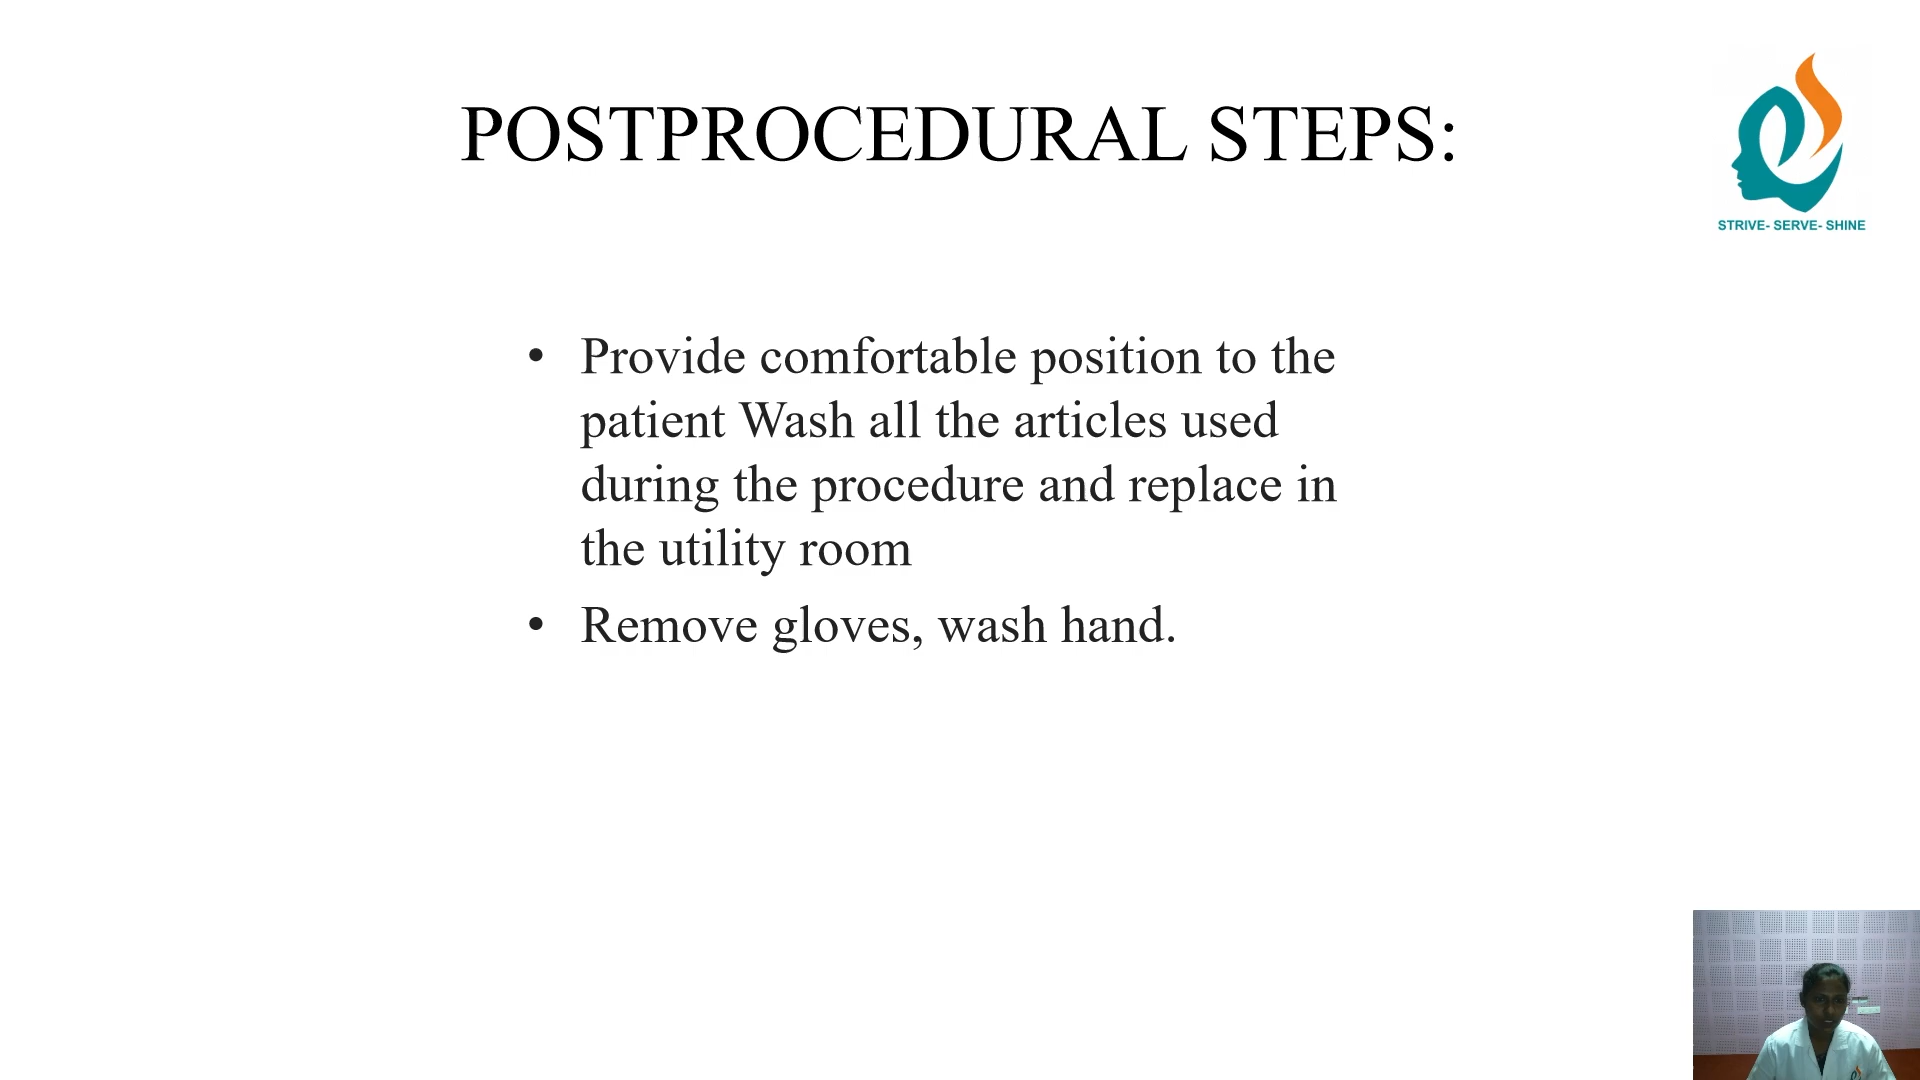 POSTPROCEDURAL STEPS:
STRIVE- SERVE- SHINE
• Provide comfortable position to the
patient Wash all the articles used
during the procedure and replace in
the utility room
• Remove gloves, wash hand.